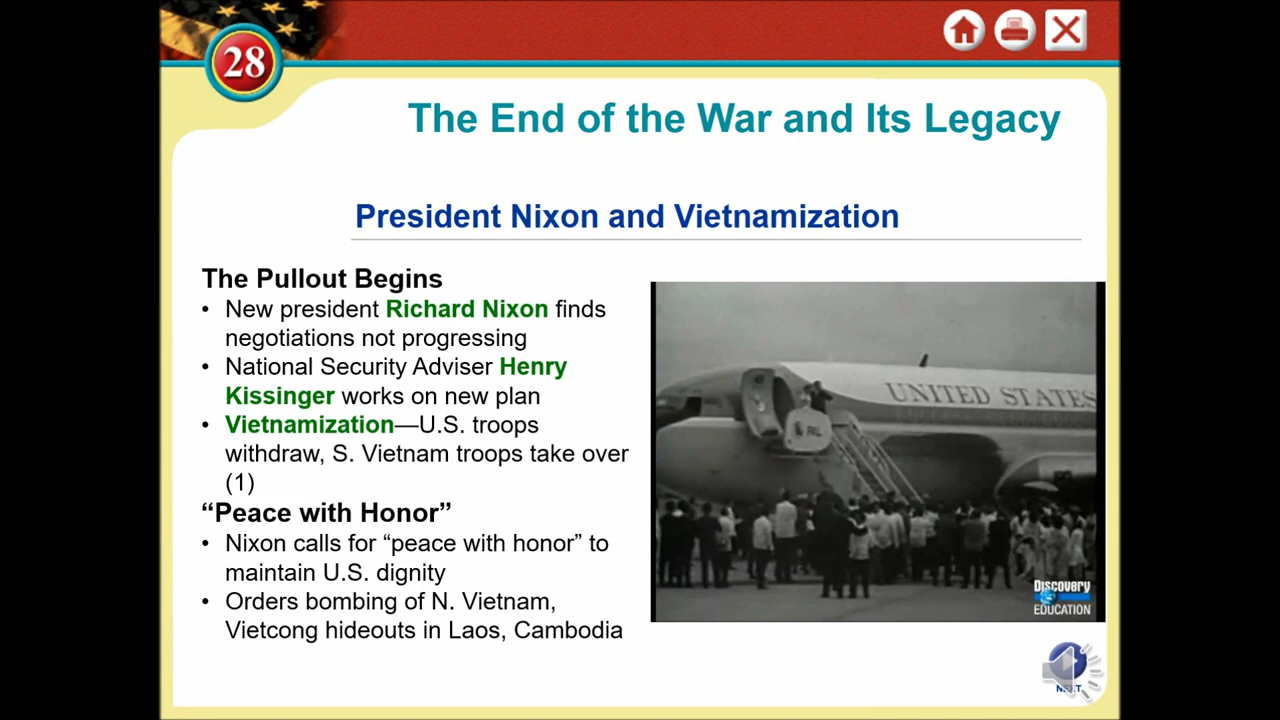 28
The End of the War and Its Legacy
President Nixon and Vietnamization
The Pullout Begins
• New president Richard Nixon finds
negotiations not progressing
• National Security Adviser Henry
Kissinger works on new plan
• Vietnamization—U.S. troops
withdraw, S. Vietnam troops take over
(1)
“Peace with Honor”
• Nixon calls for “peace with honor” to
maintain U.S. dignity
• Orders bombing of N. Vietnam,
Vietcong hideouts in Laos, Cambodia
UNITED STATES
PAL
Discovery
EDUCATION